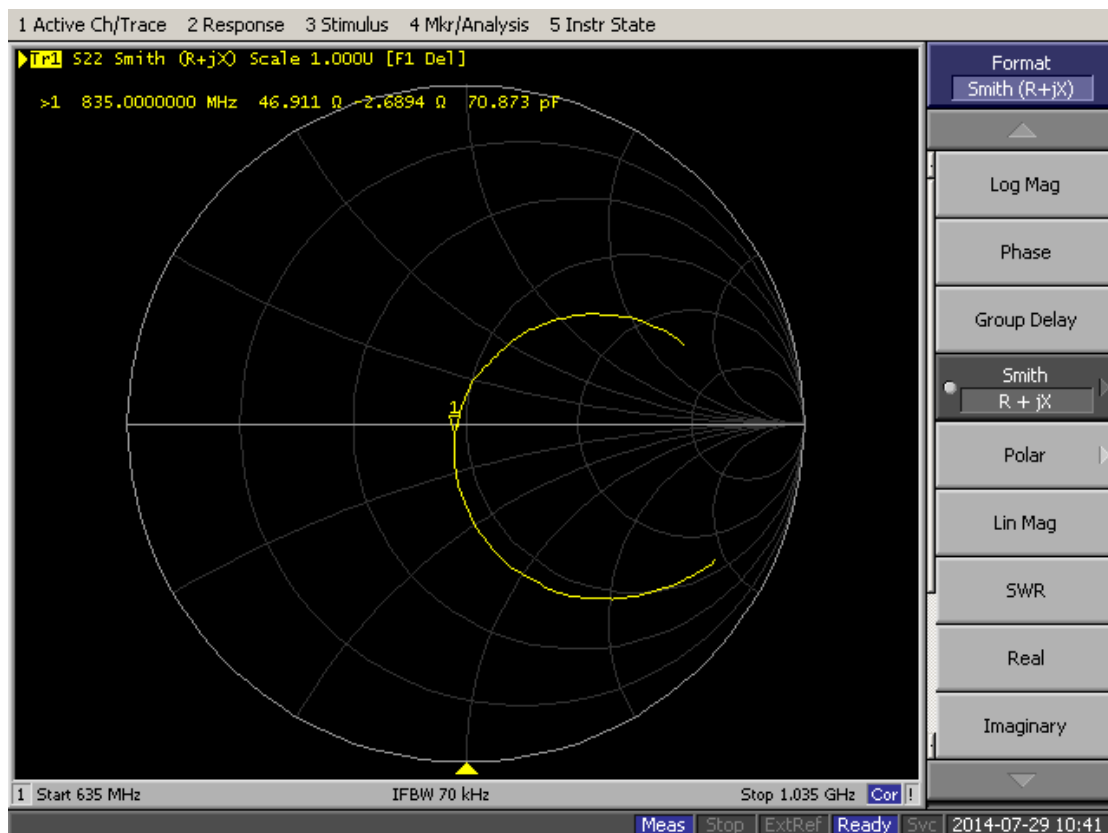 1 Active Ch/Trace 2 Response 3 Stimulus 4 Mkr/Analysis 5 Instr State
Tr1 S22 Smith (R+jX) Scale 1.000U [F1 Del]
>1 835.0000000 MHz 46.911 Ω -2.6894 Ω 70.873 pF
1
Format
Smith (R+jX)
Log Mag
Phase
Group Delay
Smith
R + jX
Polar
Lin Mag
SWR
Real
Imaginary
1 Start 635 MHz IFBW 70 kHz Stop 1.035 GHz Cor !
Meas Stop ExtRef Ready Svc 2014-07-29 10:41